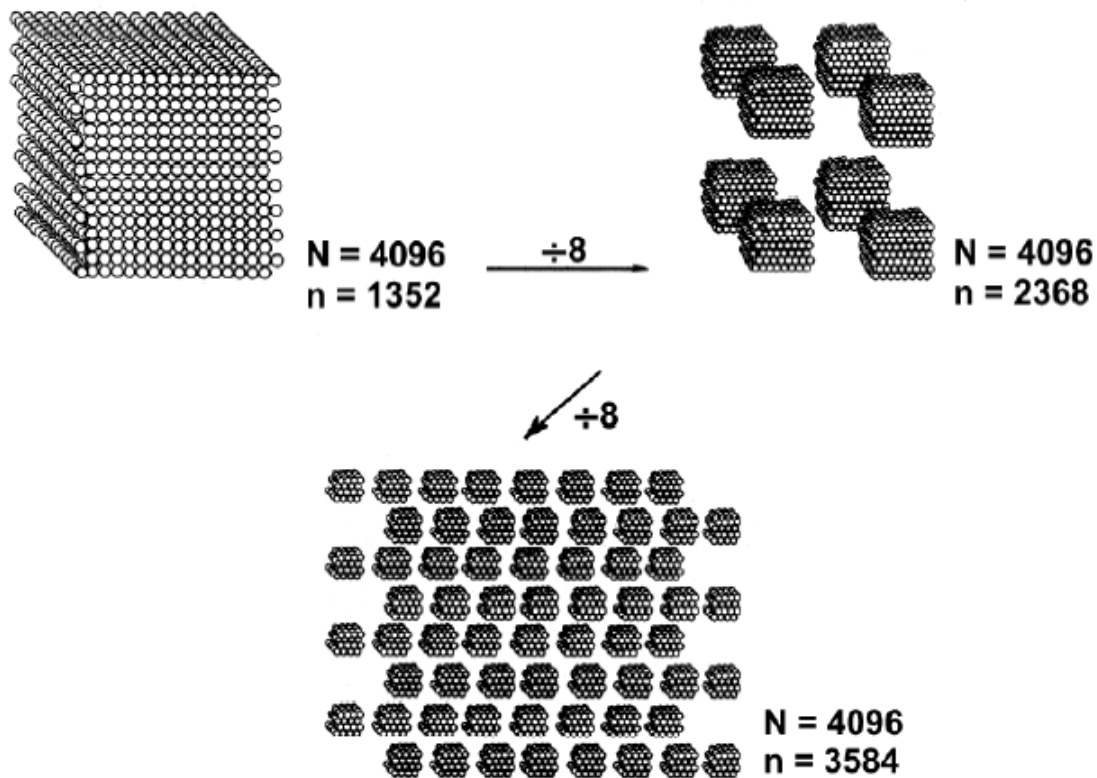 N = 4096
n = 1352
÷8
N = 4096
n = 2368
÷8
N = 4096
n = 3584